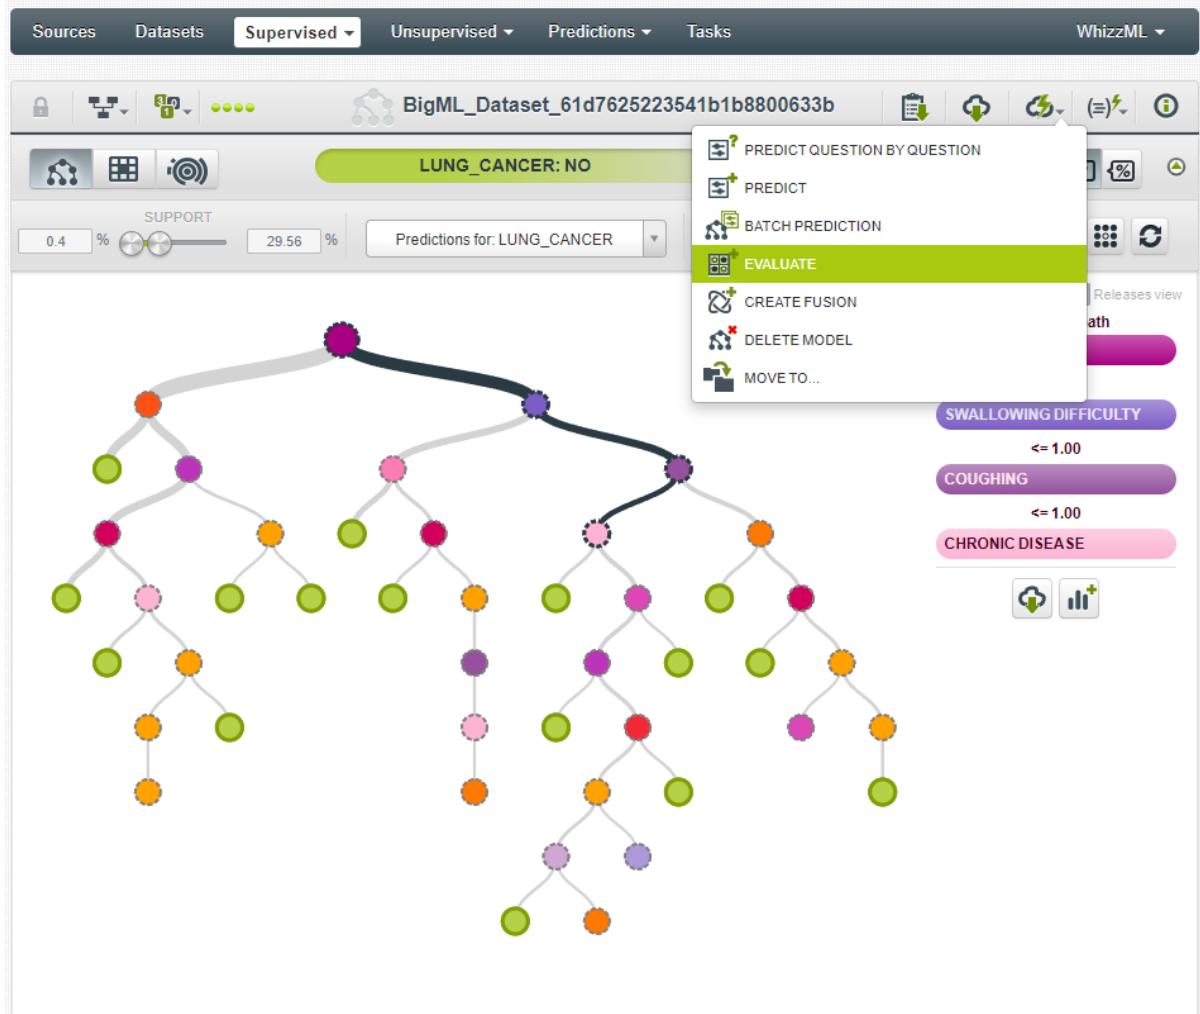 Sources Datasets Supervised Unsupervised Predictions Tasks WhizzML
BigML_Dataset_61d7625223541b1b8800633b
LUNG_CANCER: NO
SUPPORT
0.4 % 29.56 %
Predictions for: LUNG_CANCER
PREDICT QUESTION BY QUESTION
PREDICT
BATCH PREDICTION
EVALUATE
CREATE FUSION
DELETE MODEL
MOVE TO...
Releases view
ath
SWALLOWING DIFFICULTY
<= 1.00
COUGHING
<= 1.00
CHRONIC DISEASE